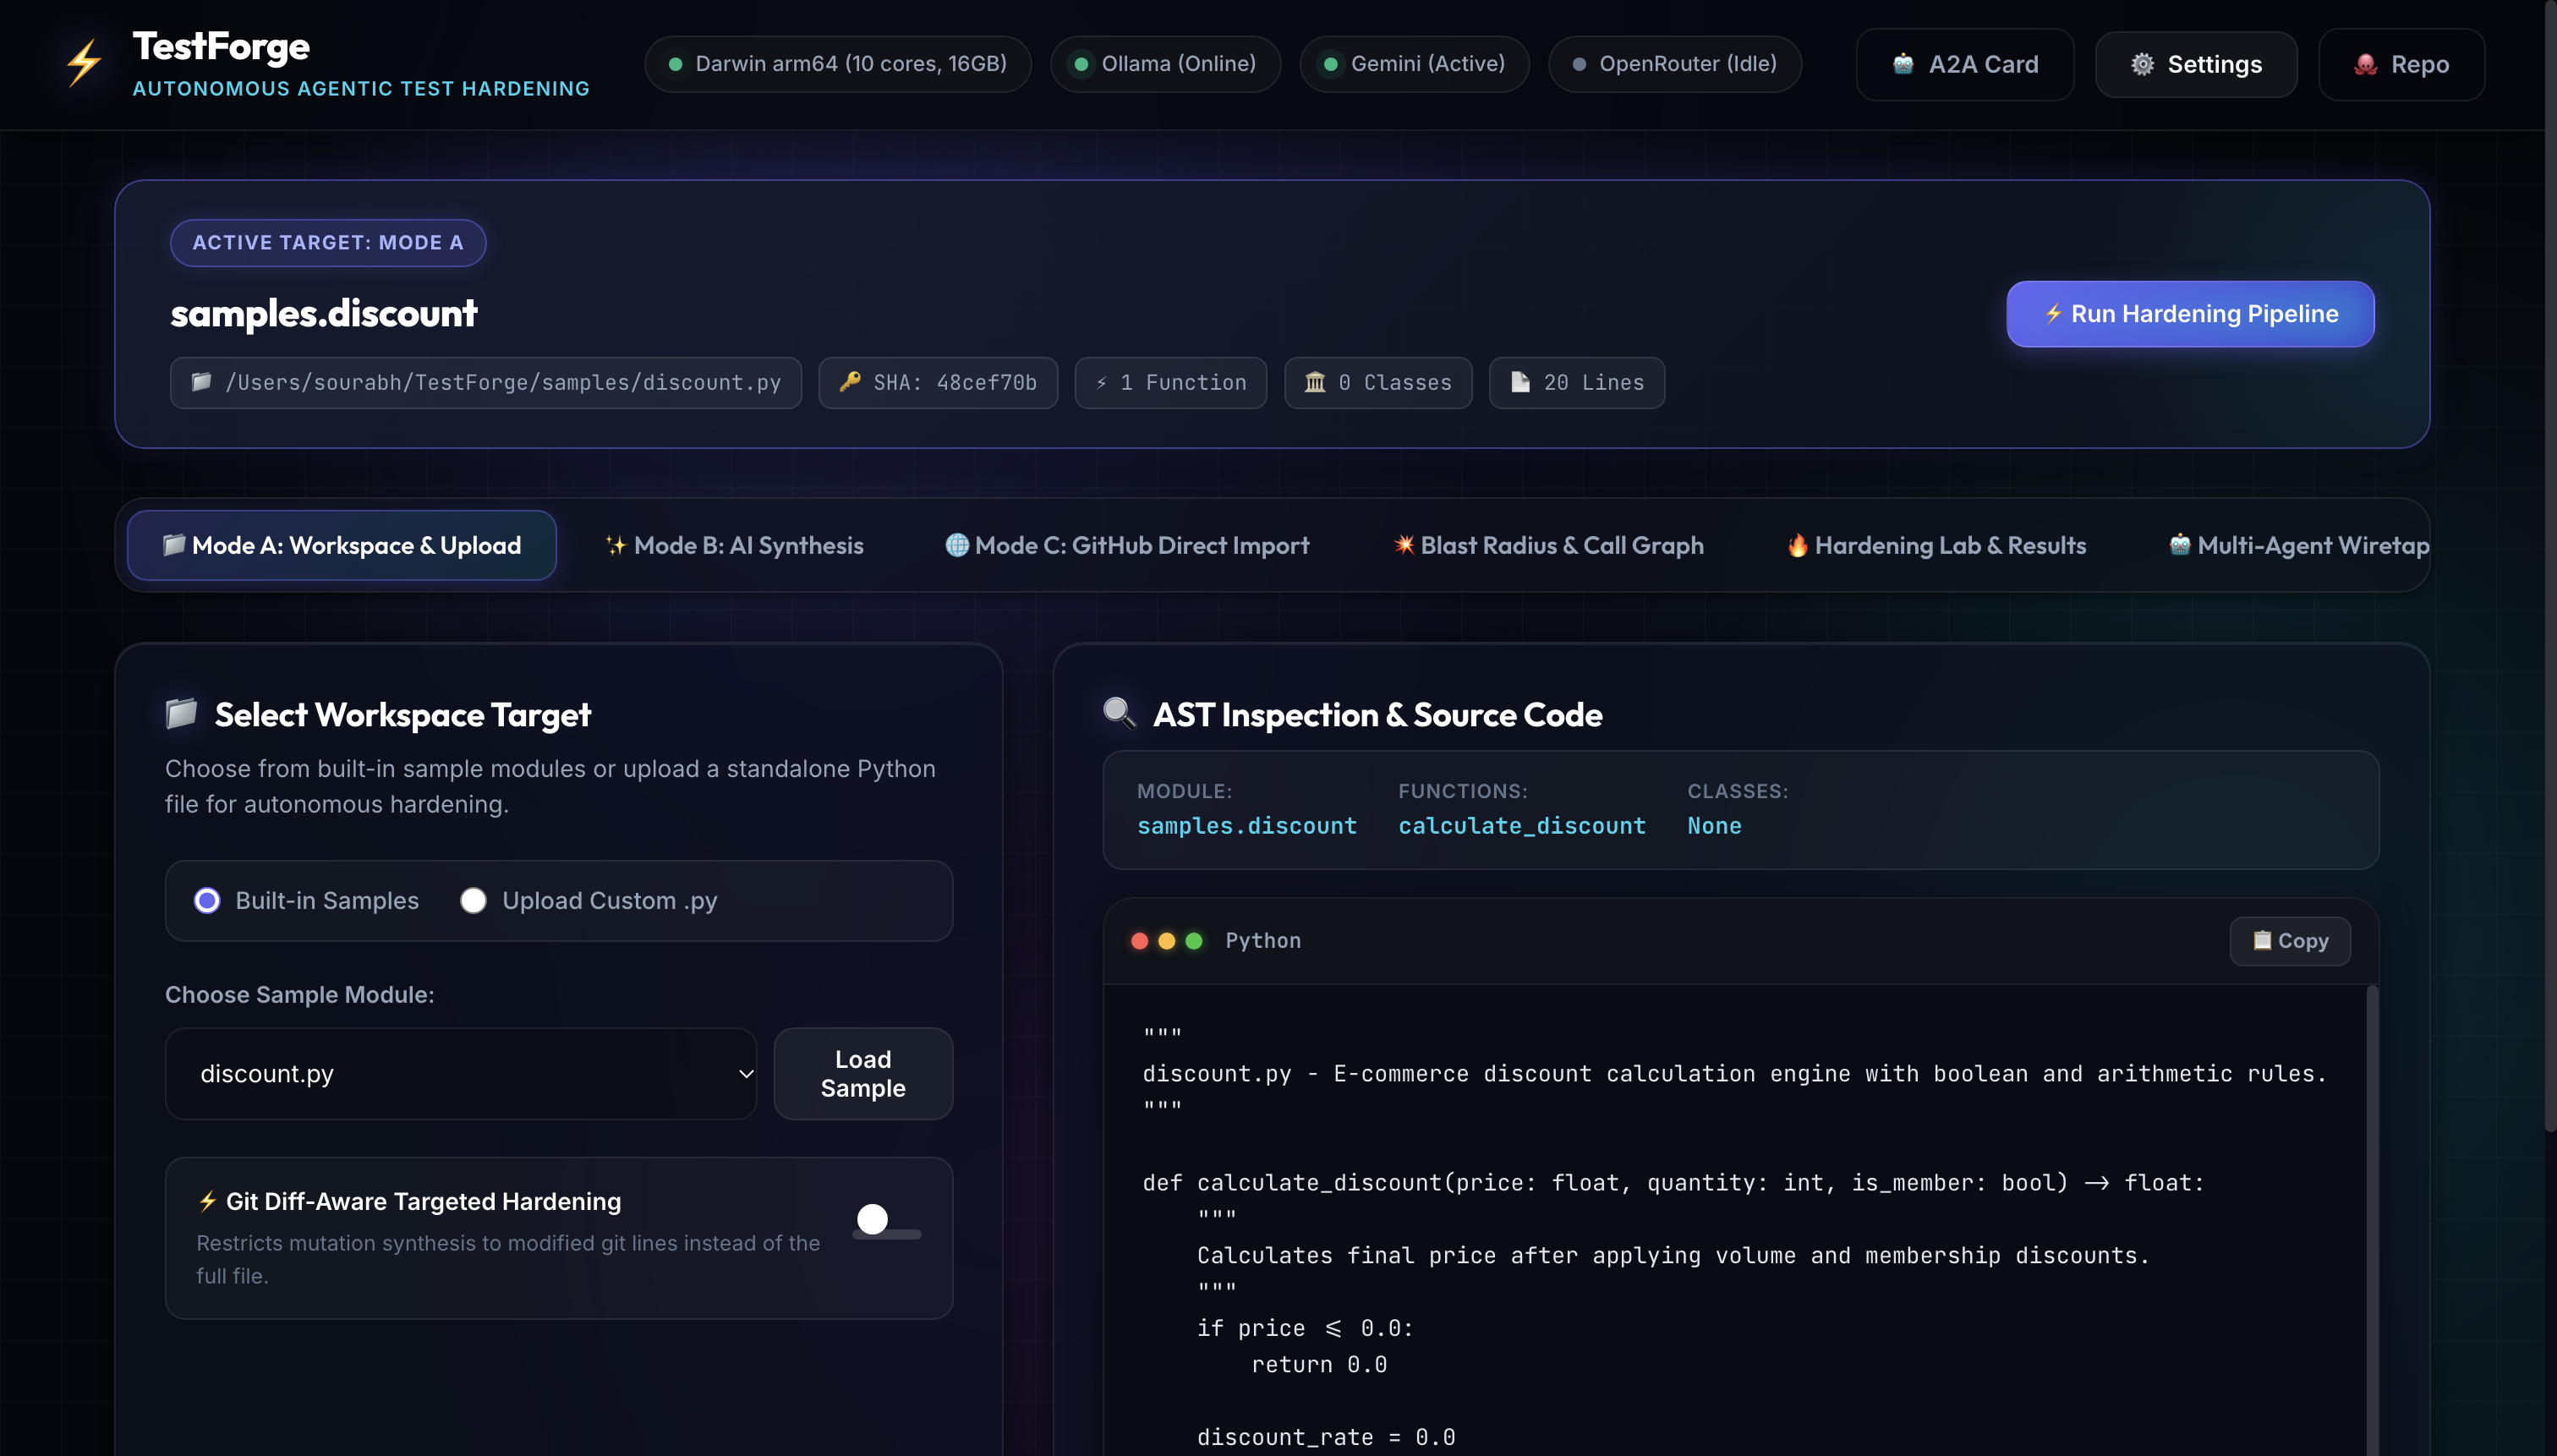 TestForge
AUTONOMOUS AGENTIC TEST HARDENING
Darwin arm64 (10 cores, 16GB)
Ollama (Online)
Gemini (Active)
OpenRouter (Idle)
A2A Card
Settings
Repo
ACTIVE TARGET: MODE A
samples.discount
/Users/sourabh/TestForge/samples/discount.py
SHA: 48cef70b
⚡ 1 Function
0 Classes
20 Lines
⚡ Run Hardening Pipeline
Mode A: Workspace & Upload
Mode B: AI Synthesis
Mode C: GitHub Direct Import
Blast Radius & Call Graph
Hardening Lab & Results
Multi-Agent Wiretap
Select Workspace Target
Choose from built-in sample modules or upload a standalone Python
file for autonomous hardening.
Built-in Samples
Upload Custom .py
Choose Sample Module:
discount.py
Load
Sample
⚡ Git Diff-Aware Targeted Hardening
Restricts mutation synthesis to modified git lines instead of the
full file.
AST Inspection & Source Code
MODULE:
samples.discount
FUNCTIONS:
calculate_discount
CLASSES:
None
Python
Copy
"""
discount.py - E-commerce discount calculation engine with boolean and arithmetic rules.
"""
def calculate_discount(price: float, quantity: int, is_member: bool) -> float:
"""
Calculates final price after applying volume and membership discounts.
"""
if price <= 0.0:
return 0.0
discount_rate = 0.0